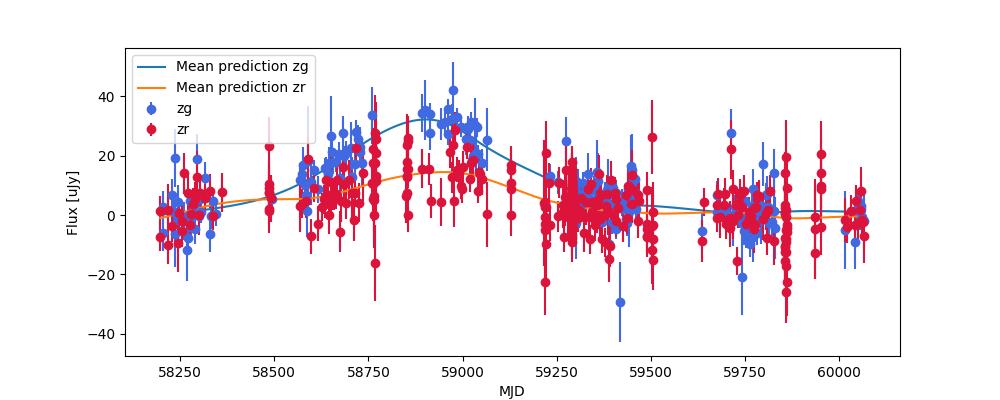 Mean prediction zg
Mean prediction zr
zg
zr
Flux [uJy]
40
20
0
−20
−40
58250
58500
58750
59000
59250
59500
59750
60000
MJD